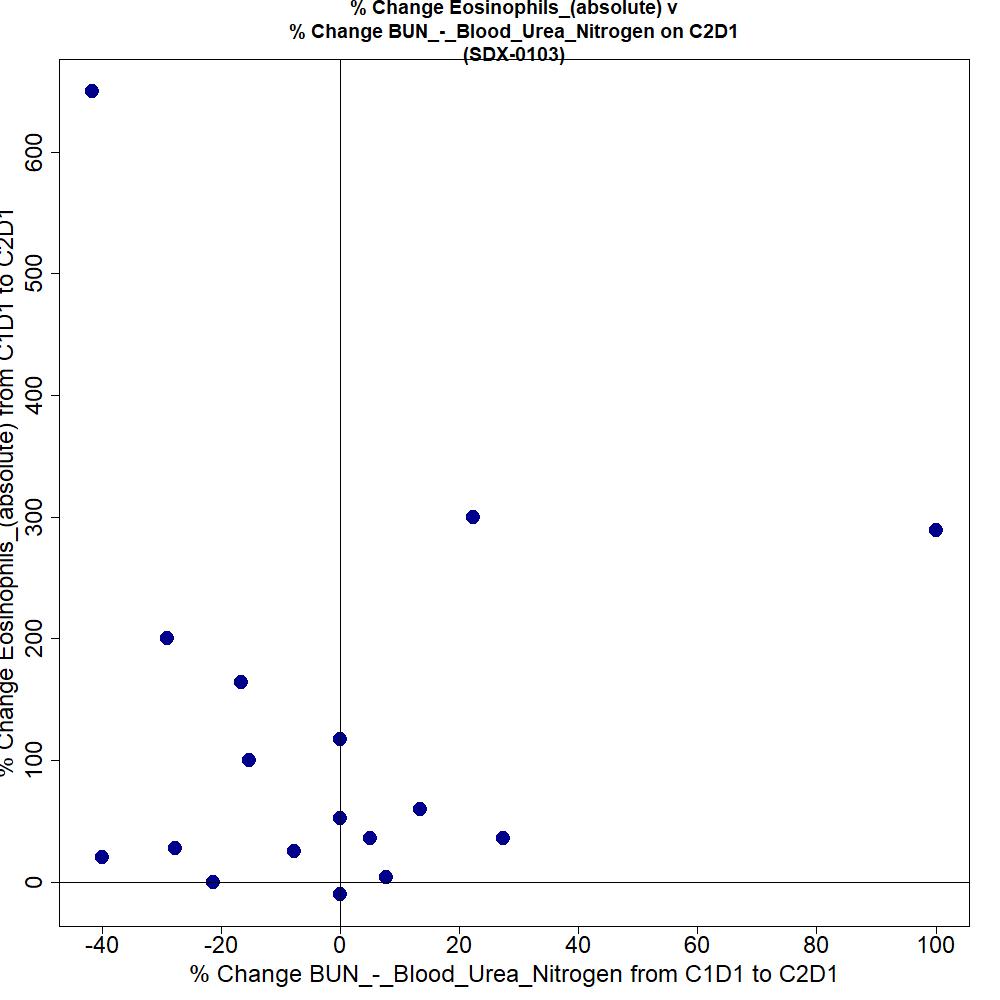 % Change Eosinophils_(absolute) v
% Change BUN_-_Blood_Urea_Nitrogen on C2D1
(SDX-0103)
% Change Eosinophils_(absolute) from C1D1 to C2D1
600
500
400
300
200
100
0
-40 -20 0 20 40 60 80 100
% Change BUN_-_Blood_Urea_Nitrogen from C1D1 to C2D1